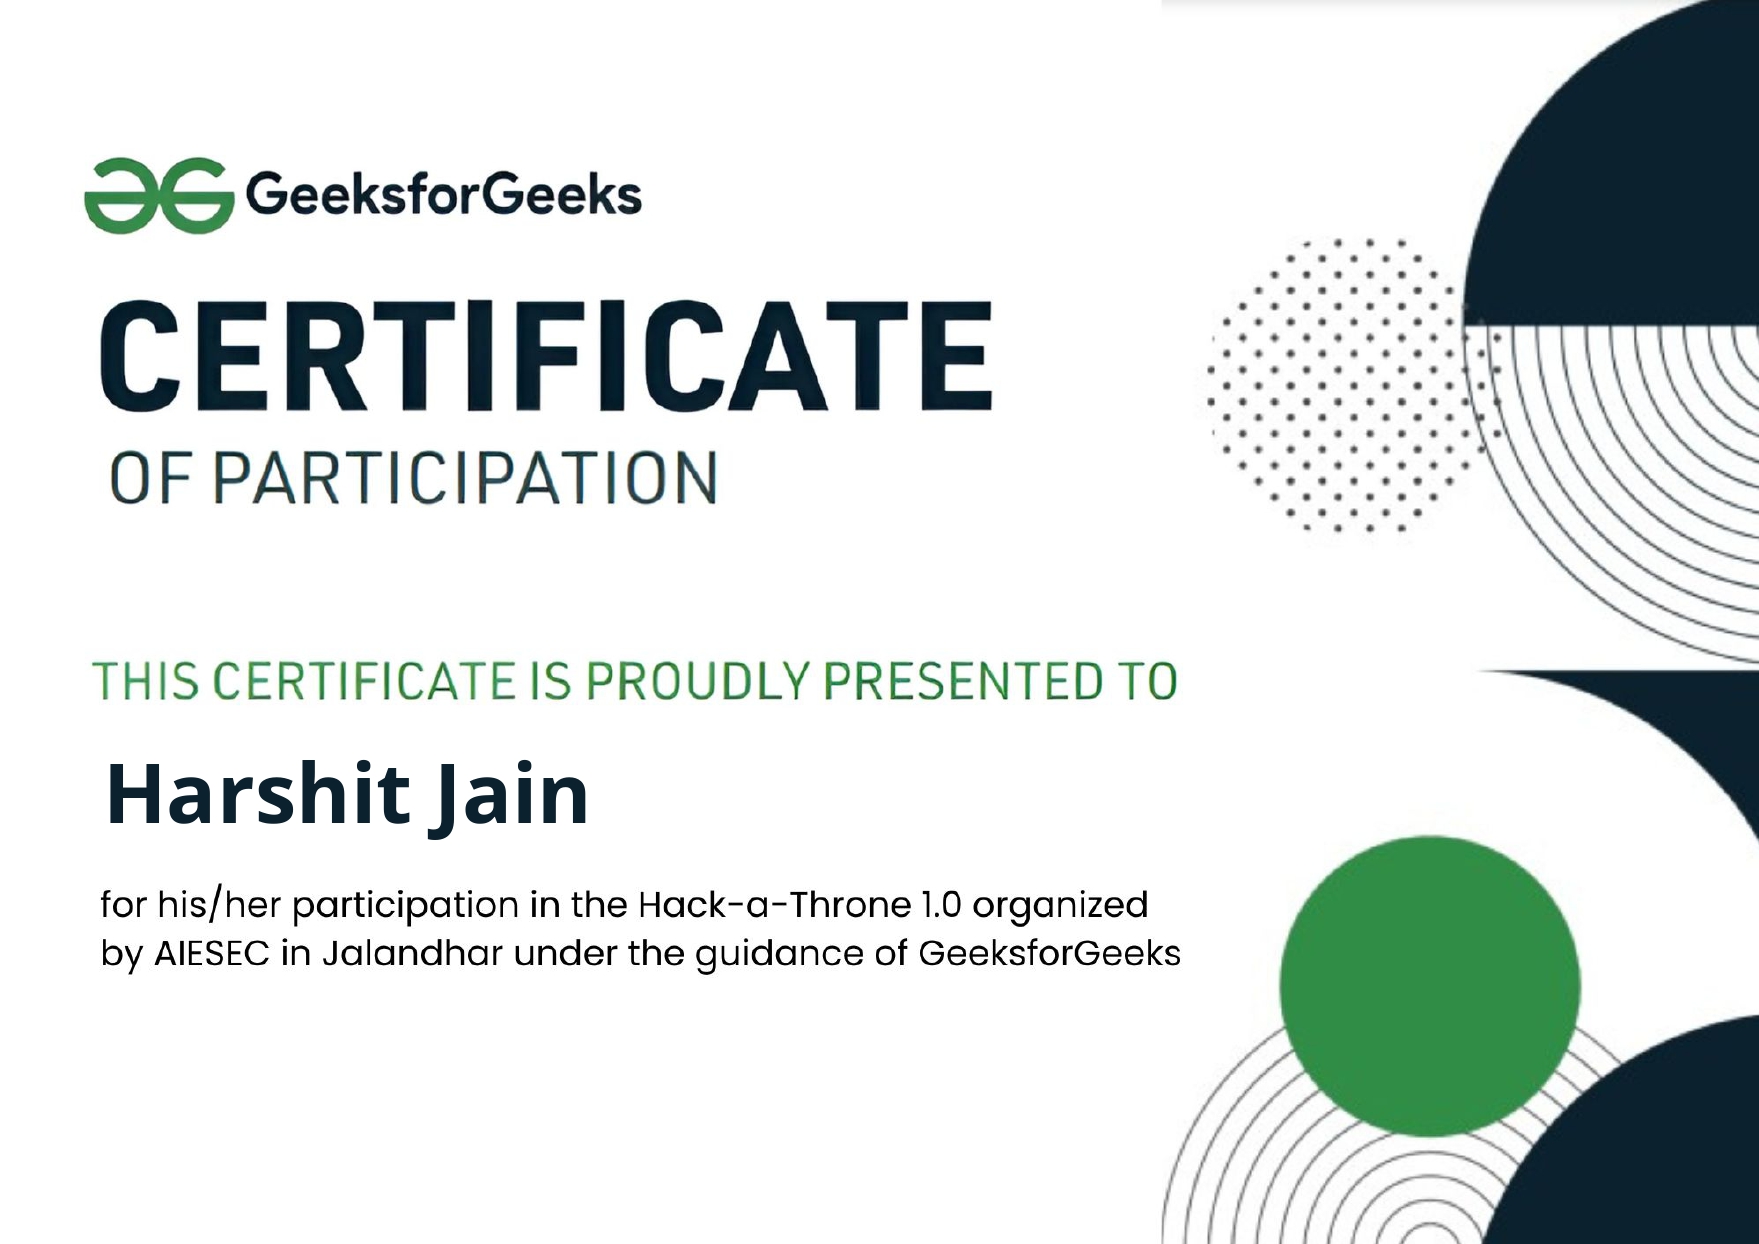 GeeksforGeeks
CERTIFICATE
OF PARTICIPATION
THIS CERTIFICATE IS PROUDLY PRESENTED TO
Harshit Jain
for his/her participation in the Hack-a-Throne 1.0 organized
by AIESEC in Jalandhar under the guidance of GeeksforGeeks